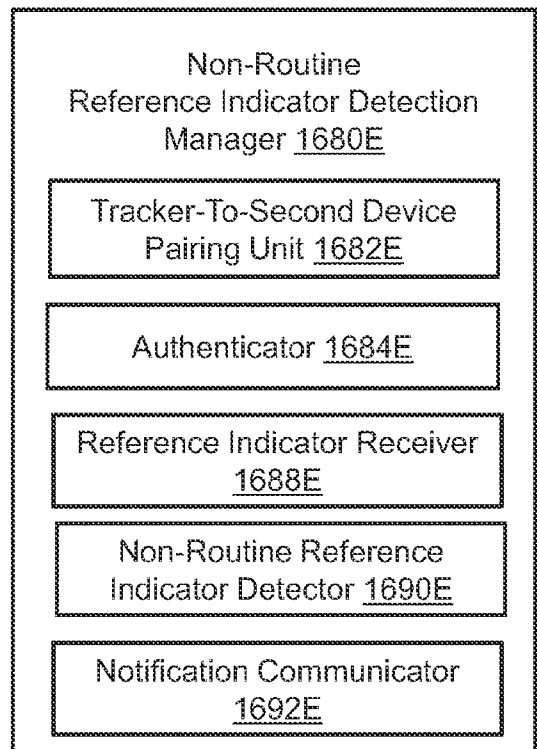 Non-Routine
Reference Indicator Detection
Manager 1680E
Tracker-To-Second Device
Pairing Unit 1682E
Authenticator 1684E
Reference Indicator Receiver
1688E
Non-Routine Reference
Indicator Detector 1690E
Notification Communicator
1692E